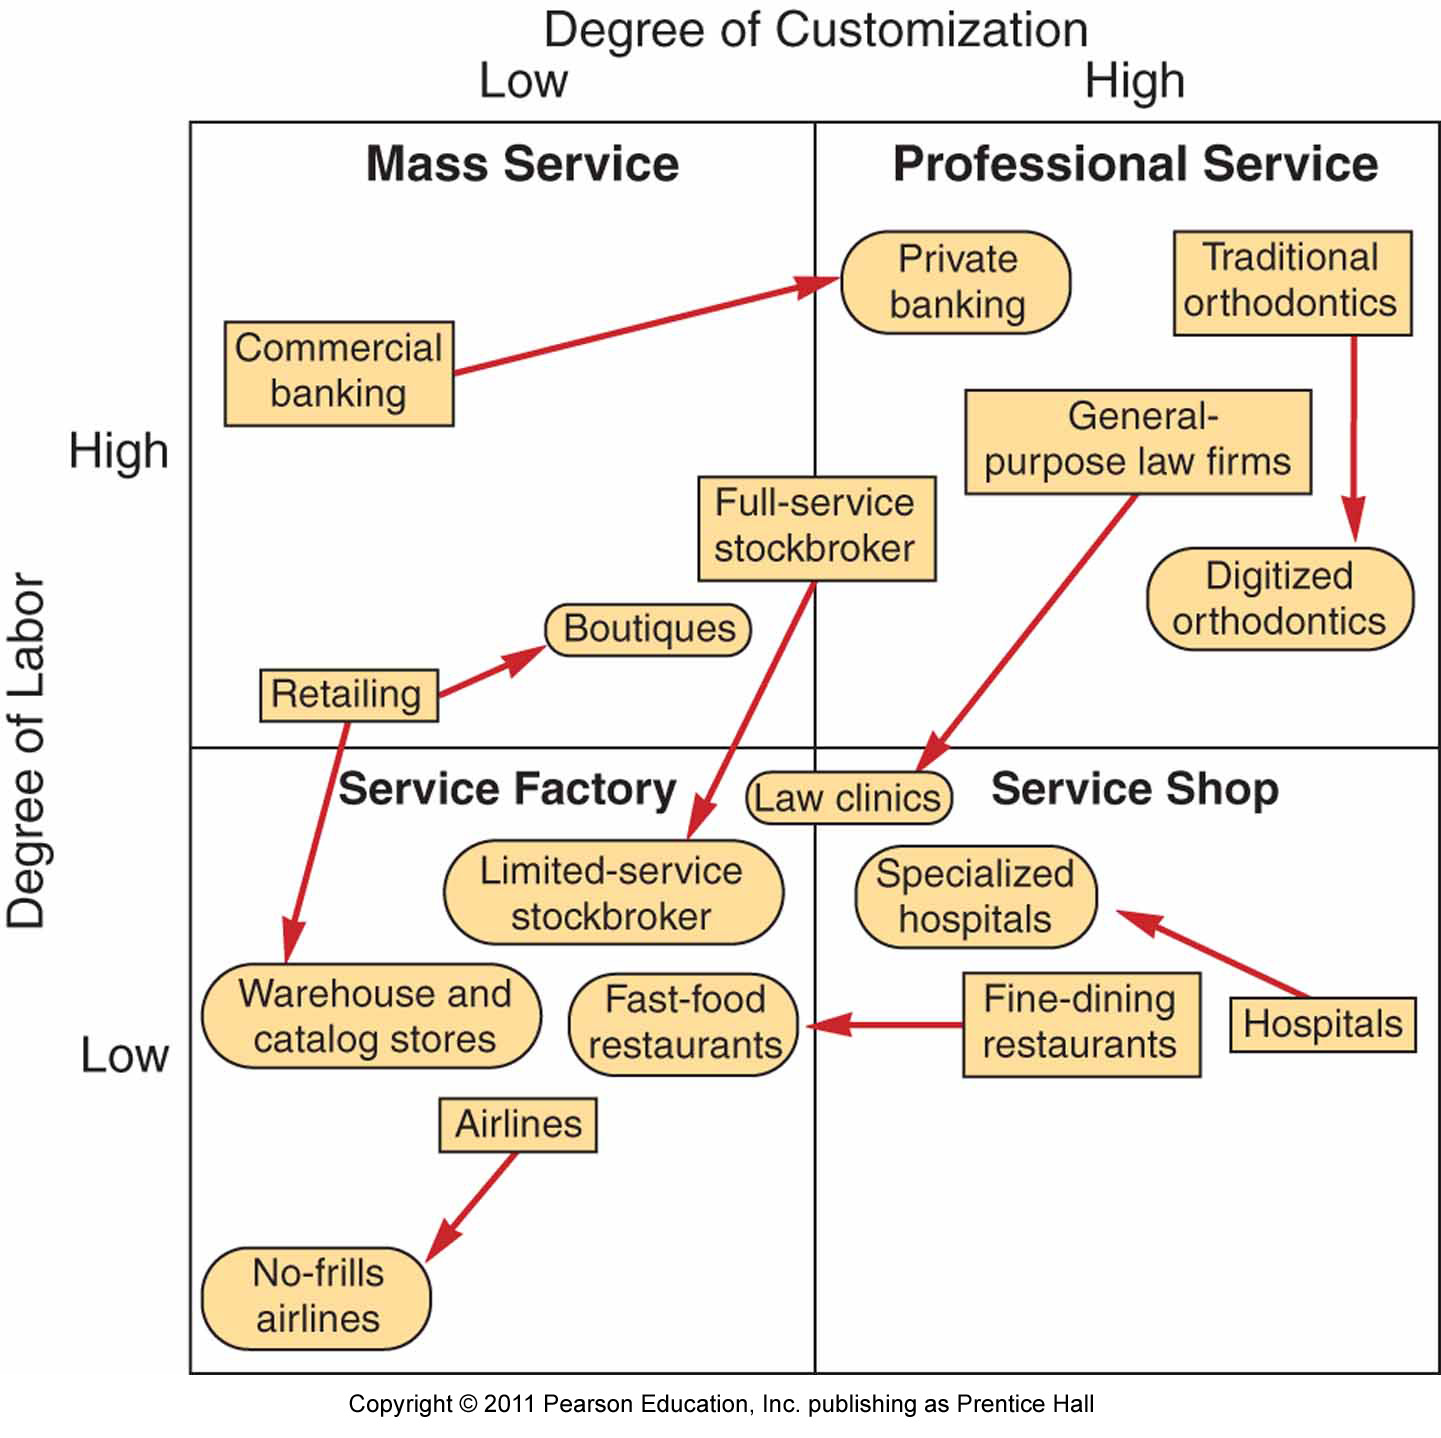 Degree of Customization
Low
High
Mass Service
Professional Service
Private
banking
Traditional
orthodontics
Commercial
banking
General-
purpose law firms
High
Full-service
stockbroker
Digitized
orthodontics
Boutiques
Retailing
Degree of Labor
Service Factory
Law clinics
Service Shop
Limited-service
stockbroker
Specialized
hospitals
Warehouse and
catalog stores
Fast-food
restaurants
Fine-dining
restaurants
Hospitals
Low
Airlines
No-frills
airlines
Copyright © 2011 Pearson Education, Inc. publishing as Prentice Hall